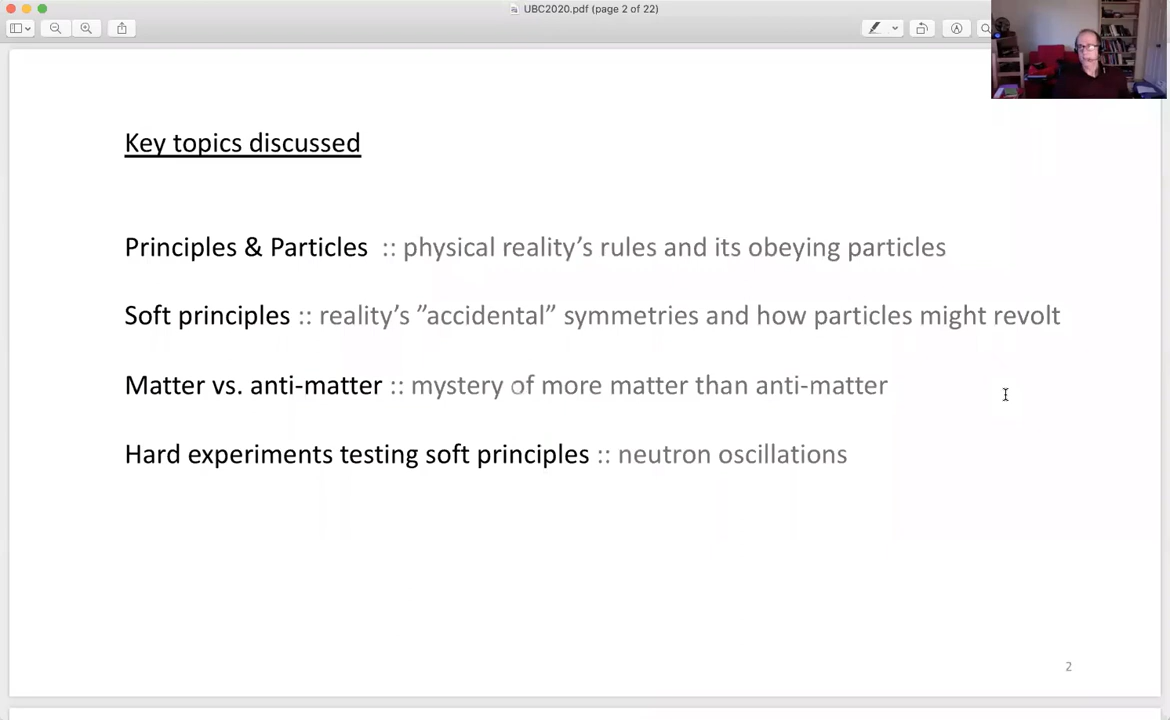 UBC2020.pdf (page 2 of 22)
Key topics discussed
Principles & Particles :: physical reality’s rules and its obeying particles
Soft principles :: reality’s ”accidental” symmetries and how particles might revolt
Matter vs. anti-matter :: mystery of more matter than anti-matter
Hard experiments testing soft principles :: neutron oscillations
2